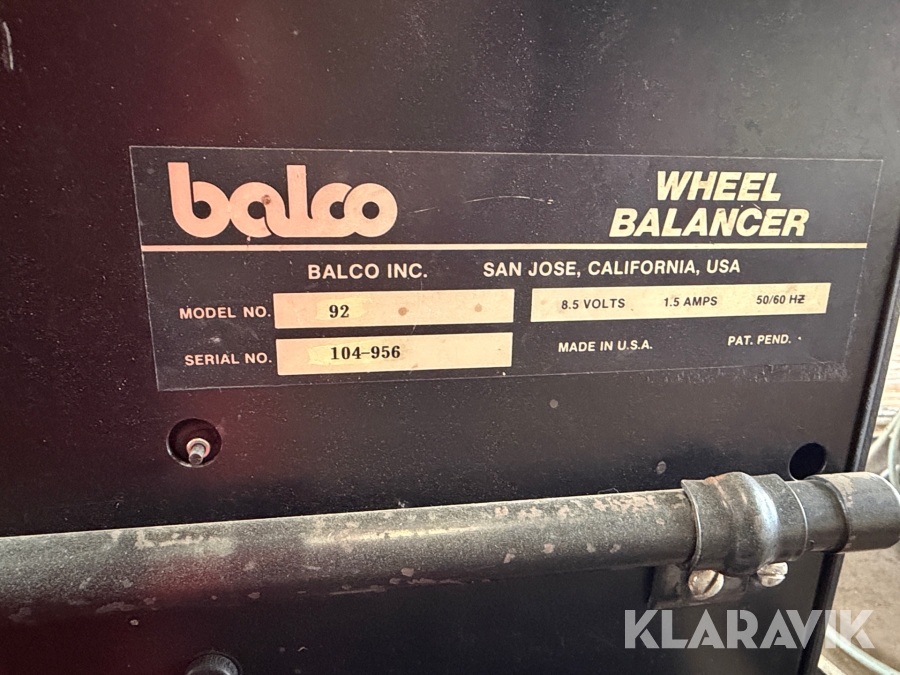 balco
WHEEL
BALANCER
BALCO INC. SAN JOSE, CALIFORNIA, USA
MODEL NO. 92
8.5 VOLTS 1.5 AMPS 50/60 HZ
SERIAL NO. 104-956
MADE IN U.S.A. PAT. PEND.
KLARAVIK